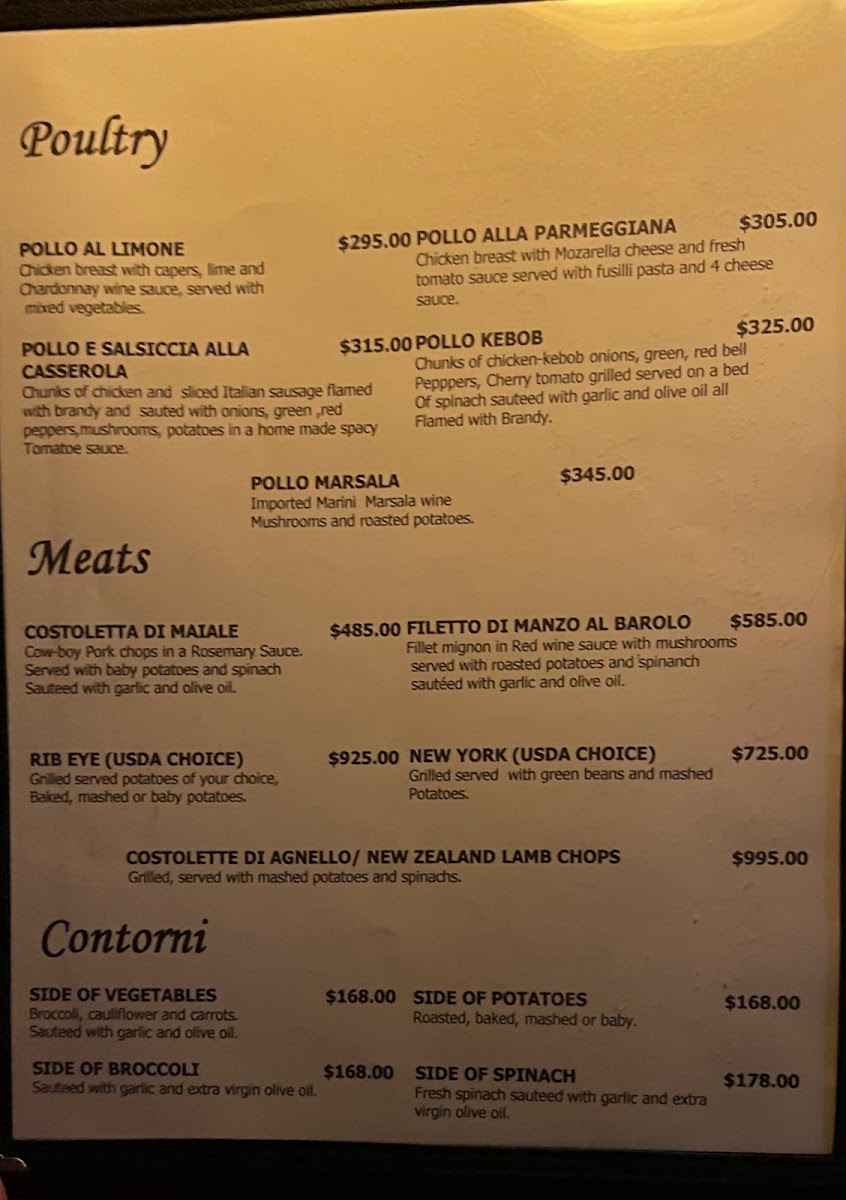 Poultry
POLLO AL LIMONE $295.00
Chicken breast with capers, lime and
Chardonnay wine sauce, served with
mixed vegetables.
POLLO ALLA PARMEGGIANA $305.00
Chicken breast with Mozarella cheese and fresh
tomato sauce served with fusilli pasta and 4 cheese
sauce.
POLLO E SALSICCIA ALLA $315.00
CASSEROLA
Chunks of chicken and sliced Italian sausage flamed
with brandy and sauted with onions, green ,red
peppers,mushrooms, potatoes in a home made spacy
Tomatoe sauce.
POLLO KEBOB $325.00
Chunks of chicken-kebob onions, green, red bell
Pepppers, Cherry tomato grilled served on a bed
Of spinach sauteed with garlic and olive oil all
Flamed with Brandy.
POLLO MARSALA $345.00
Imported Marini Marsala wine
Mushrooms and roasted potatoes.
Meats
COSTOLETTA DI MAIALE $485.00
Cow-boy Pork chops in a Rosemary Sauce.
Served with baby potatoes and spinach
Sauteed with garlic and olive oil.
FILETTO DI MANZO AL BAROLO $585.00
Fillet mignon in Red wine sauce with mushrooms
served with roasted potatoes and spinanch
sautéed with garlic and olive oil.
RIB EYE (USDA CHOICE) $925.00
Grilled served potatoes of your choice,
Baked, mashed or baby potatoes.
NEW YORK (USDA CHOICE) $725.00
Grilled served with green beans and mashed
Potatoes.
COSTOLETTE DI AGNELLO/ NEW ZEALAND LAMB CHOPS $995.00
Grilled, served with mashed potatoes and spinachs.
Contorni
SIDE OF VEGETABLES $168.00
Broccoli, cauliflower and carrots.
Sauteed with garlic and olive oil.
SIDE OF POTATOES $168.00
Roasted, baked, mashed or baby.
SIDE OF BROCCOLI $168.00
Sauteed with garlic and extra virgin olive oil.
SIDE OF SPINACH $178.00
Fresh spinach sauteed with garlic and extra
virgin olive oil.